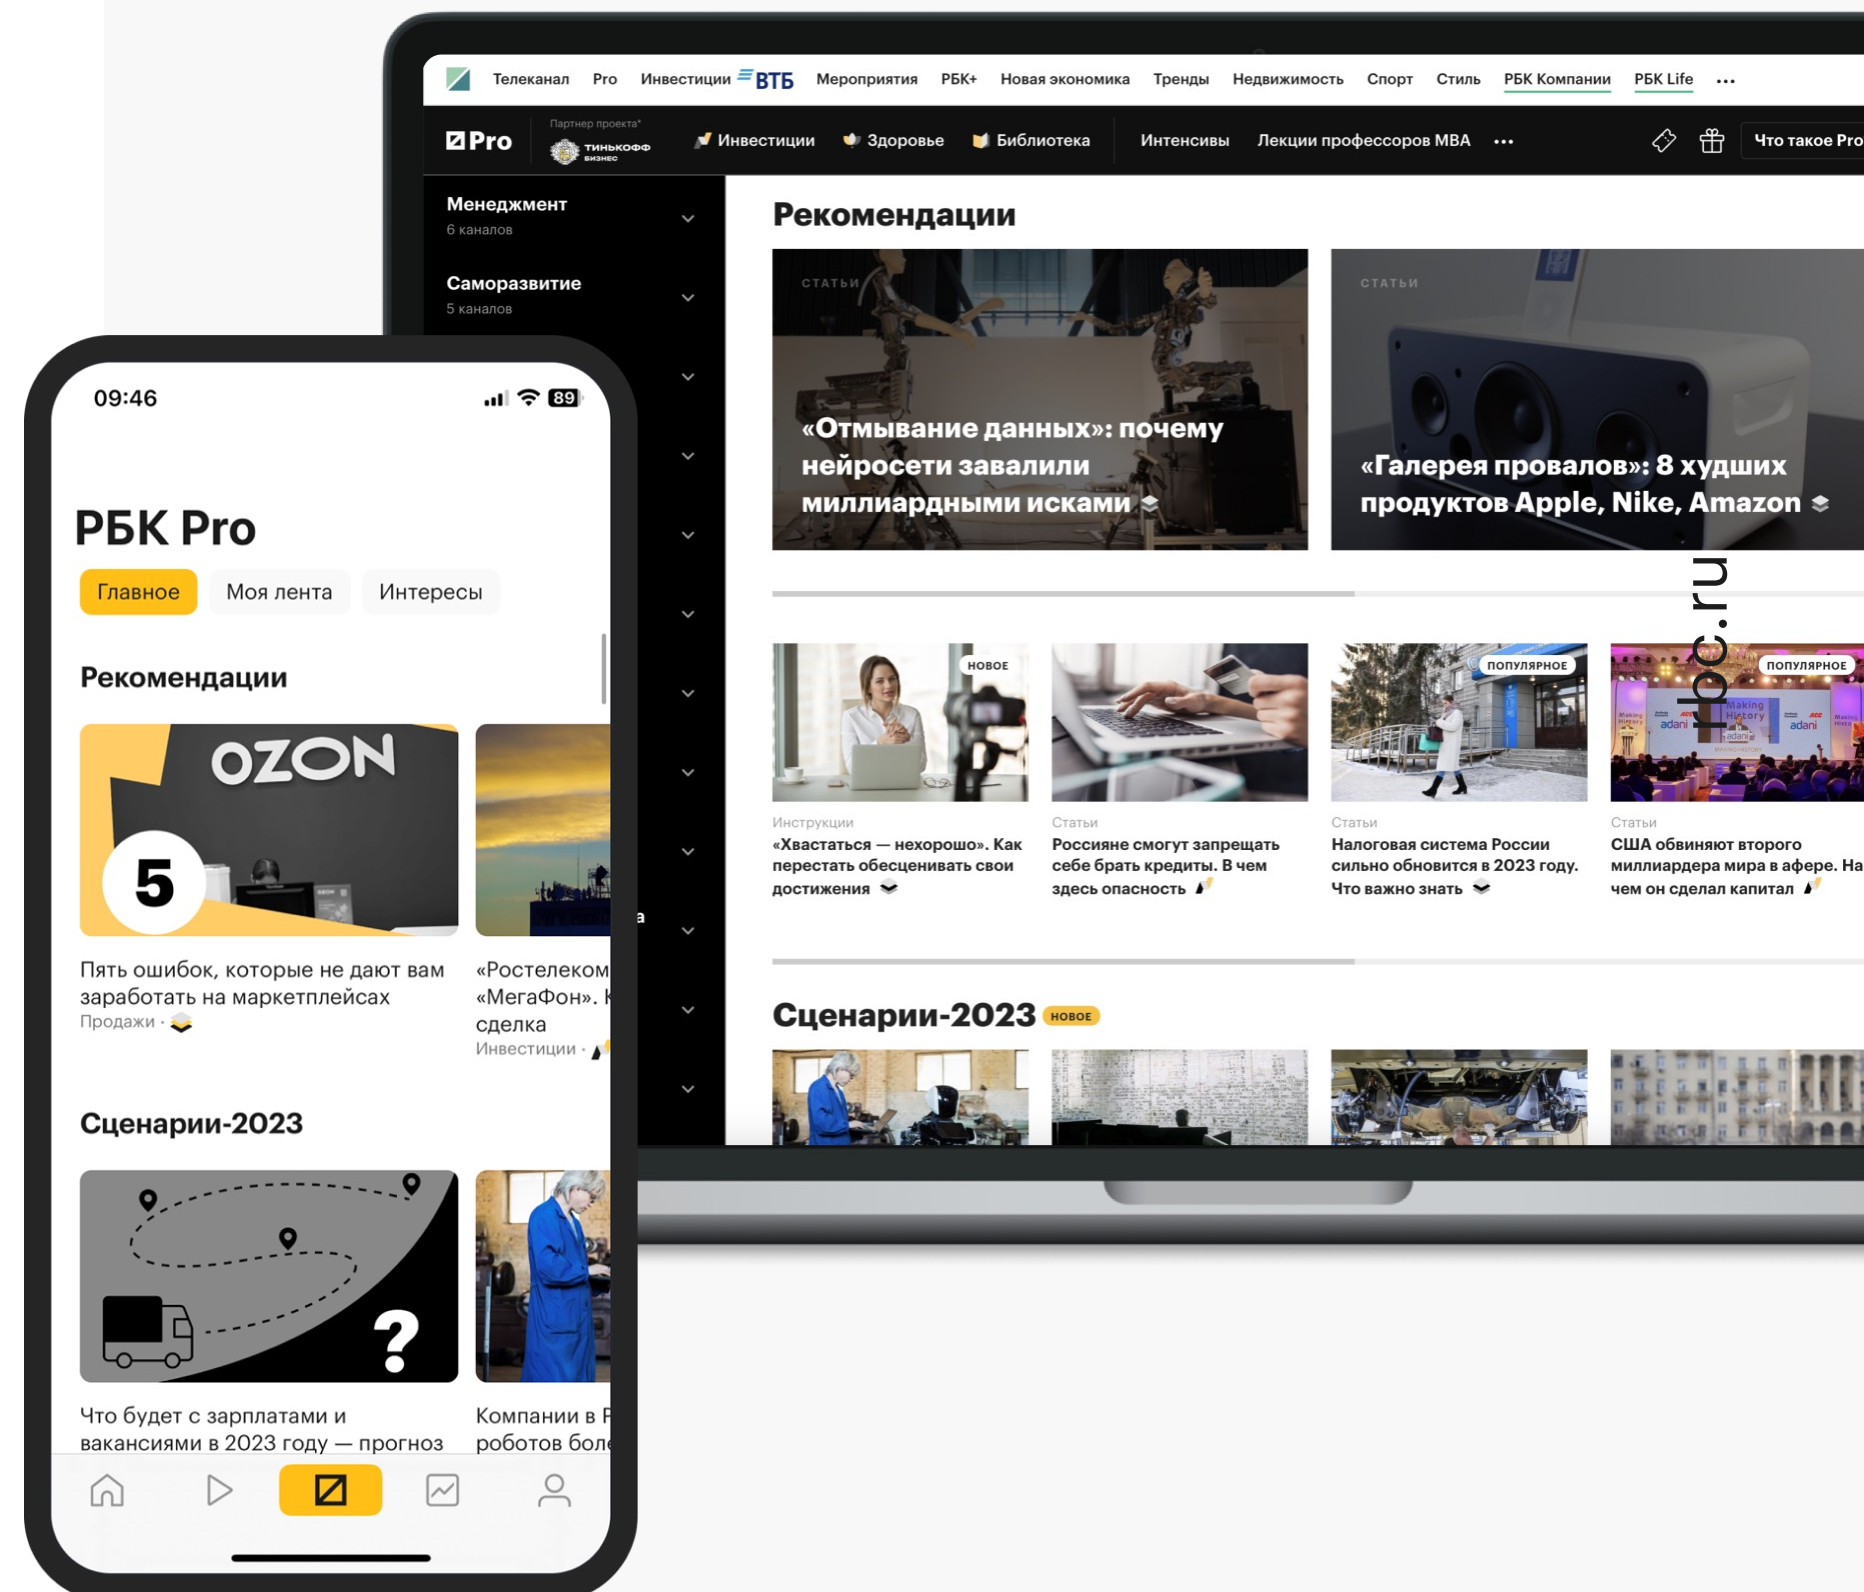 Телеканал Pro Инвестиции ВТБ Мероприятия РБК+ Новая экономика Тренды Недвижимость Спорт Стиль РБК Компании РБК Life ...
Pro Партнер проекта* ТИНЬКОФФ БИЗНЕС Инвестиции Здоровье Библиотека Интенсивы Лекции профессоров MBA ... Что такое Pro
Менеджмент
6 каналов
Саморазвитие
5 каналов
а
Рекомендации
СТАТЬИ
«Отмывание данных»: почему
нейросети завалили
миллиардными исками
СТАТЬИ
«Галерея провалов»: 8 худших
продуктов Apple, Nike, Amazon
rbc.ru
НОВОЕ
Инструкции
«Хвастаться — нехорошо». Как
перестать обесценивать свои
достижения
Статьи
Россияне смогут запрещать
себе брать кредиты. В чем
здесь опасность
ПОПУЛЯРНОЕ
Статьи
Налоговая система России
сильно обновится в 2023 году.
Что важно знать
ПОПУЛЯРНОЕ
Making
History
adani
adani
adani
Статьи
США обвиняют второго
миллиардера мира в афере. На
чем он сделал капитал
Сценарии-2023 НОВОЕ
09:46 89
РБК Pro
Главное Моя лента Интересы
Рекомендации
OZON
5
Пять ошибок, которые не дают вам
заработать на маркетплейсах
Продажи ·
«Ростелеком
«МегаФон». К
сделка
Инвестиции ·
Сценарии-2023
?
Что будет с зарплатами и
вакансиями в 2023 году — прогноз
Компании в Р
роботов боле